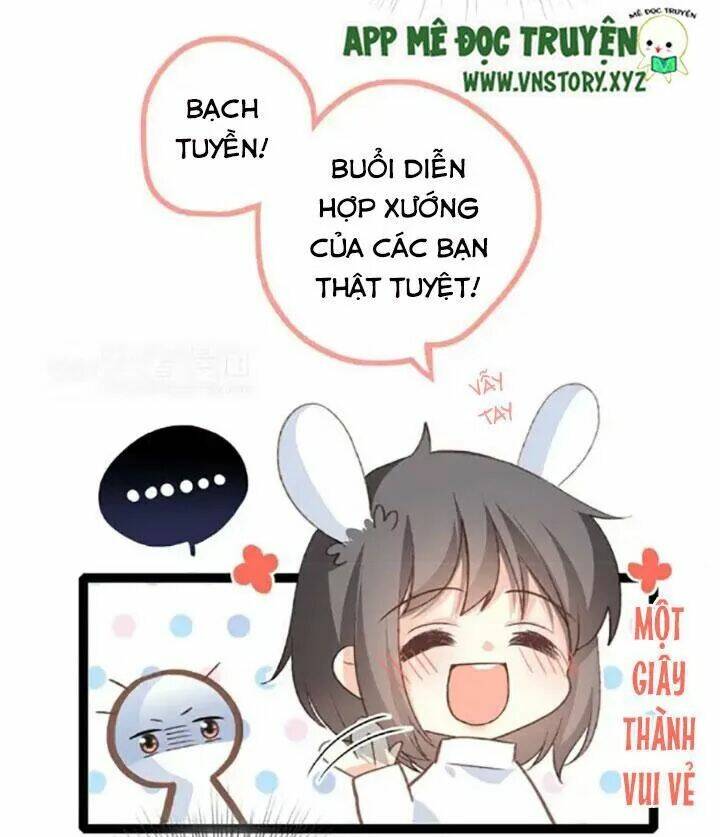 MÊ ĐỌC TRUYỆN
APP MÊ ĐỌC TRUYỆN
WWW.VNSTORY.XYZ
BẠCH
TUYỀN!
BUỔI DIỄN
HỢP XƯỚNG
CỦA CÁC BẠN
THẬT TUYỆT!
VẪY
TAY
......
MỘT
GIÂY
THÀNH
VUI VẺ